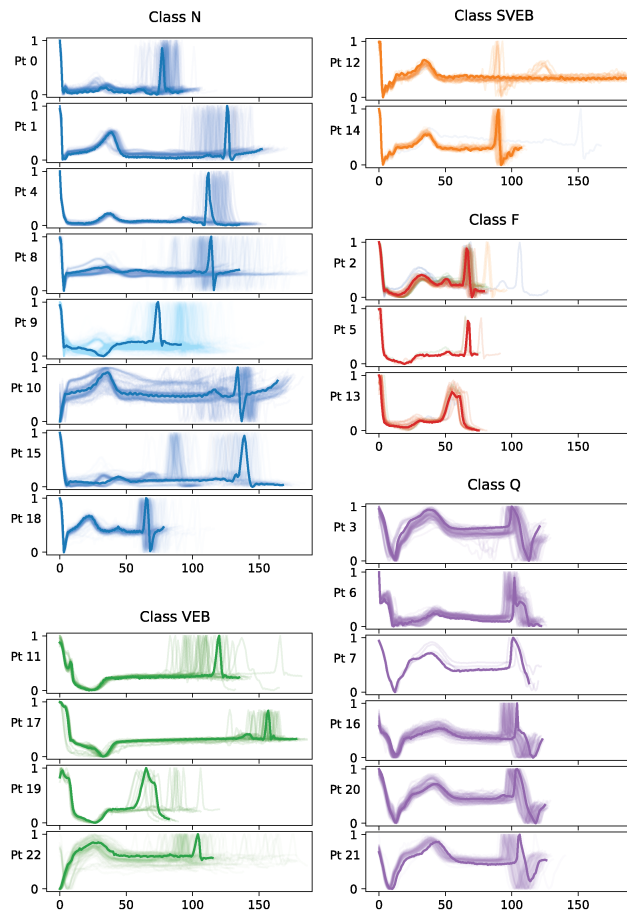 Class N
Pt 0
1
0
Pt 1
1
0
Pt 4
1
0
Pt 8
1
0
Pt 9
1
0
Pt 10
1
0
Pt 15
1
0
Pt 18
1
0
0 50 100 150
Class VEB
Pt 11
1
0
Pt 17
1
0
Pt 19
1
0
Pt 22
1
0
0 50 100 150
Class SVEB
Pt 12
1
0
Pt 14
1
0
0 50 100 150
Class F
Pt 2
1
0
Pt 5
1
0
Pt 13
1
0
0 50 100 150
Class Q
Pt 3
1
0
Pt 6
1
0
Pt 7
1
0
Pt 16
1
0
Pt 20
1
0
Pt 21
1
0
0 50 100 150